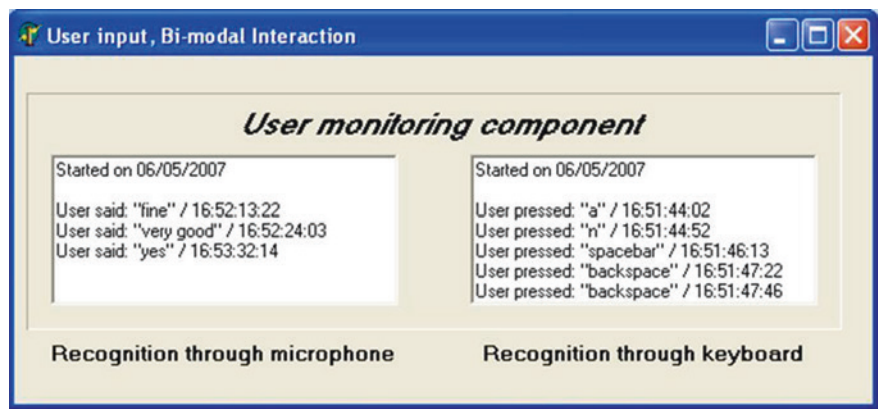 User input, Bi-modal Interaction
User monitoring component
Started on 06/05/2007
User said: "fine" / 16:52:13:22
User said: "very good" / 16:52:24:03
User said: "yes" / 16:53:32:14
Started on 06/05/2007
User pressed: "a" / 16:51:44:02
User pressed: "n" / 16:51:44:52
User pressed: "spacebar" / 16:51:46:13
User pressed: "backspace" / 16:51:47:22
User pressed: "backspace" / 16:51:47:46
Recognition through microphone
Recognition through keyboard